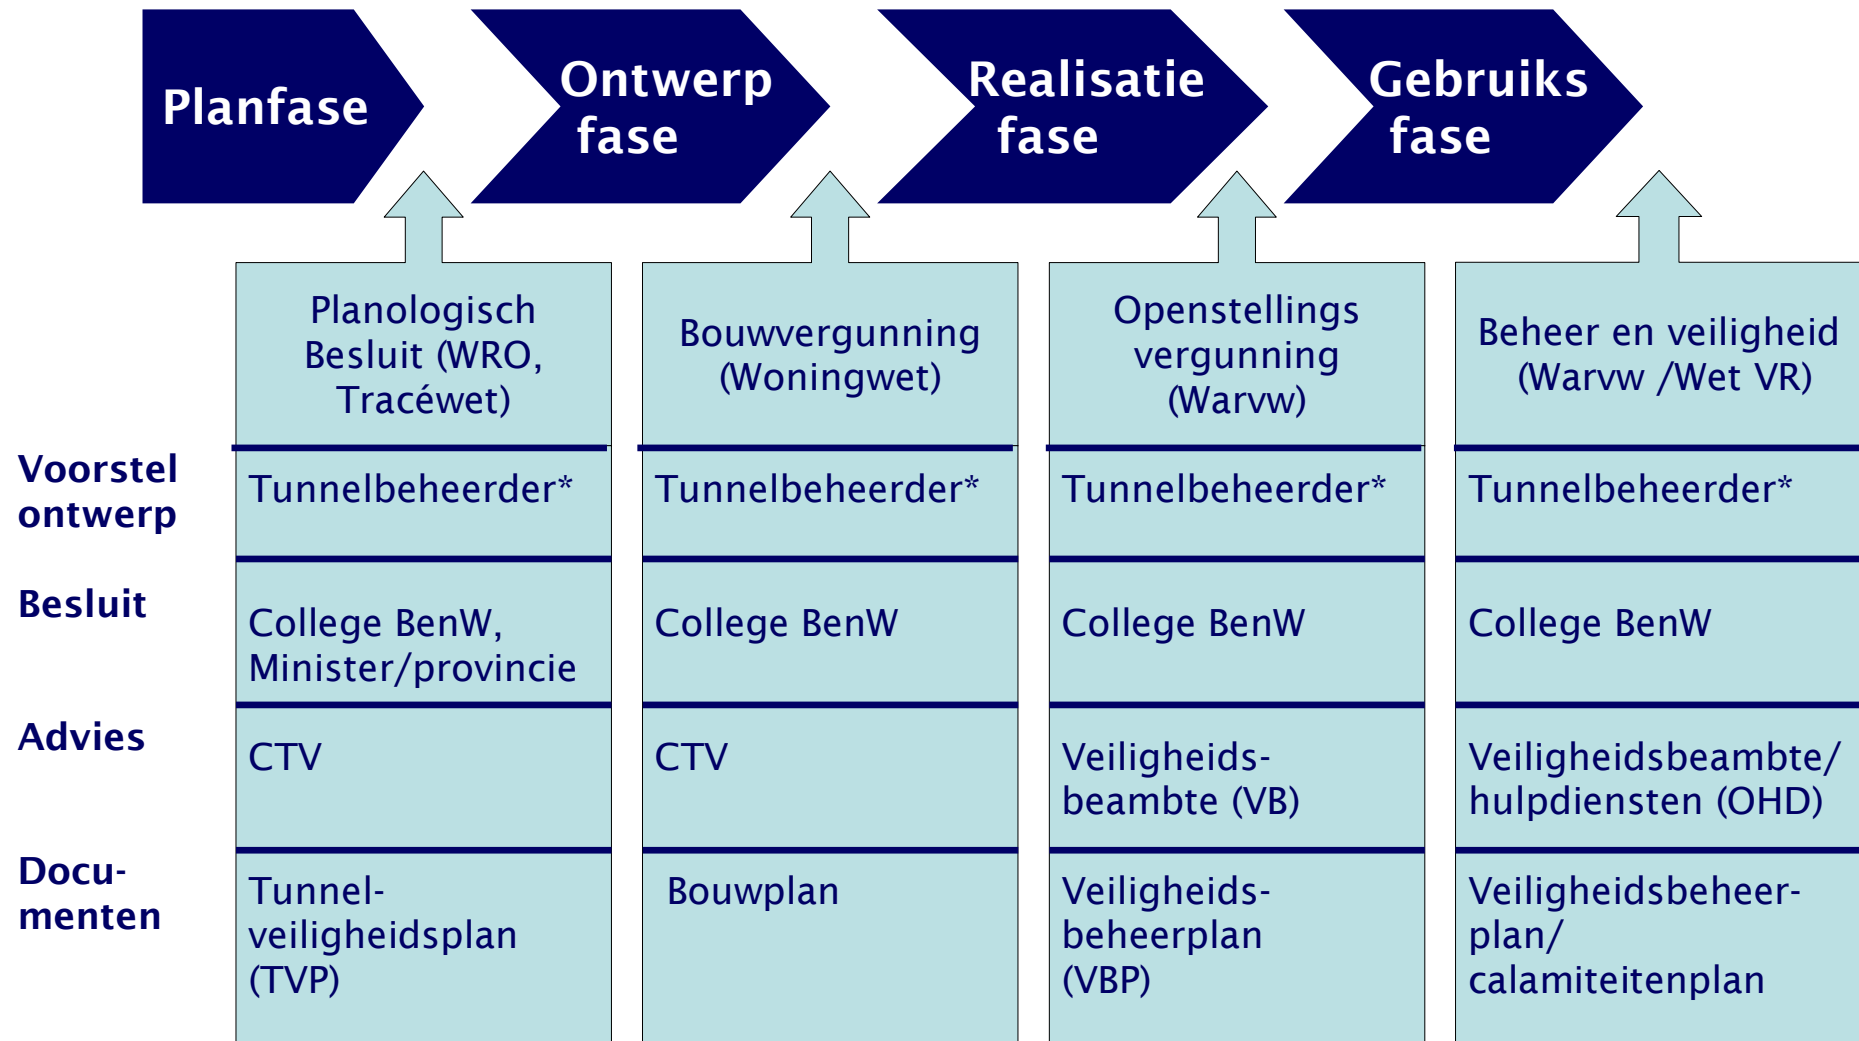 Planfase
Ontwerp
fase
Realisatie
fase
Gebruiks
fase
Planologisch
Besluit (WRO,
Tracéwet)
Bouwvergunning
(Woningwet)
Openstellings
vergunning
(Warvw)
Beheer en veiligheid
(Warvw /Wet VR)
Voorstel
ontwerp
Tunnelbeheerder*
Tunnelbeheerder*
Tunnelbeheerder*
Tunnelbeheerder*
Besluit
College BenW,
Minister/provincie
College BenW
College BenW
College BenW
Advies
CTV
CTV
Veiligheids-
beambte (VB)
Veiligheidsbeambte/
hulpdiensten (OHD)
Docu-
menten
Tunnel-
veiligheidsplan
(TVP)
Bouwplan
Veiligheids-
beheerplan
(VBP)
Veiligheidsbeheer-
plan/
calamiteitenplan